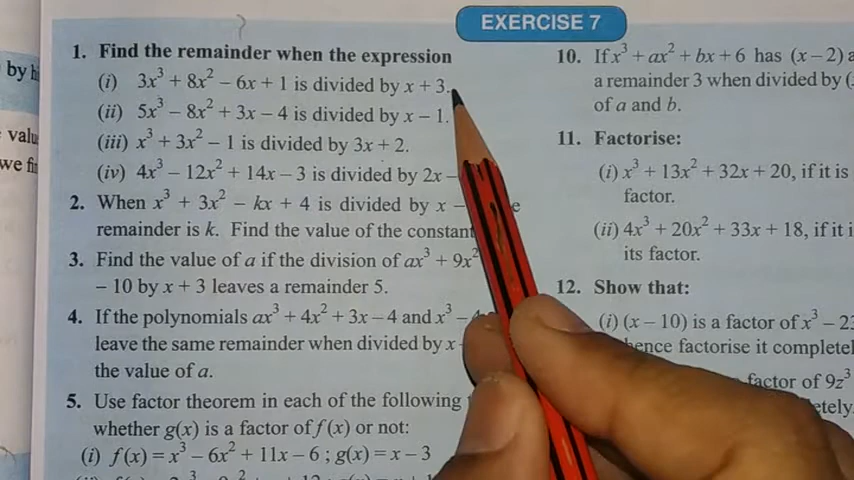 by
valu
we fi
EXERCISE 7
1. Find the remainder when the expression
(i) 3x³ + 8x² – 6x + 1 is divided by x + 3.
(ii) 5x³ – 8x² + 3x – 4 is divided by x – 1.
(iii) x³ + 3x² – 1 is divided by 3x + 2.
(iv) 4x³ – 12x² + 14x – 3 is divided by 2x –
2. When x³ + 3x² – kx + 4 is divided by x –
remainder is k. Find the value of the constant
3. Find the value of a if the division of ax³ + 9x²
– 10 by x + 3 leaves a remainder 5.
4. If the polynomials ax³ + 4x² + 3x – 4 and x³ –
leave the same remainder when divided by x
the value of a.
5. Use factor theorem in each of the following
whether g(x) is a factor of f(x) or not:
(i) f(x) = x³ – 6x² + 11x – 6 ; g(x) = x – 3
10. If x³ + ax² + bx + 6 has (x – 2) a
a remainder 3 when divided by (
of a and b.
11. Factorise:
(i) x³ + 13x² + 32x + 20, if it is
factor.
(ii) 4x³ + 20x² + 33x + 18, if it i
its factor.
12. Show that:
(i) (x – 10) is a factor of x³ – 23
hence factorise it complete
factor of 9z³
etely.